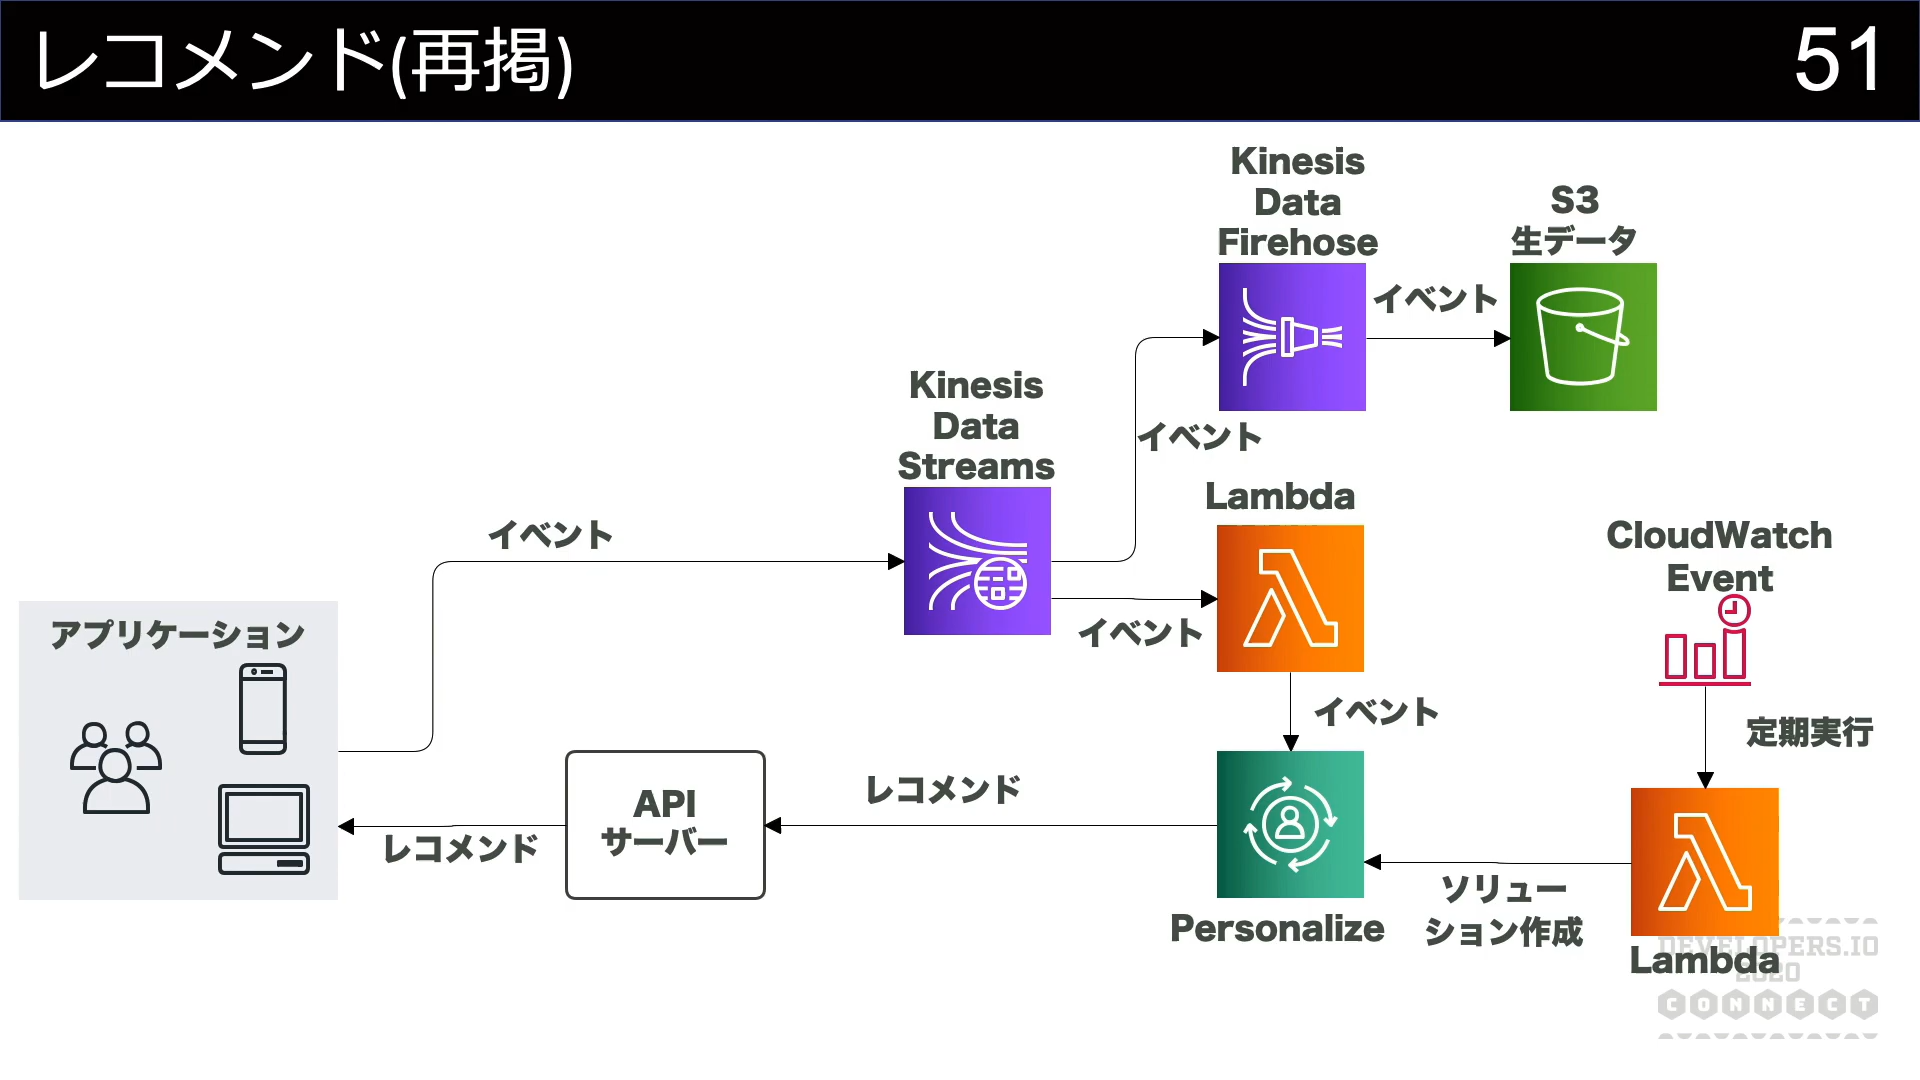 レコメンド(再掲)
51
Kinesis
Data
Firehose
S3
生データ
イベント
Kinesis
Data
Streams
イベント
Lambda
イベント
イベント
CloudWatch
Event
アプリケーション
イベント
定期実行
API
サーバー
レコメンド
レコメンド
Personalize
ソリュー
ション作成
Lambda
DEVELOPERS.IO
2020
CONNECT